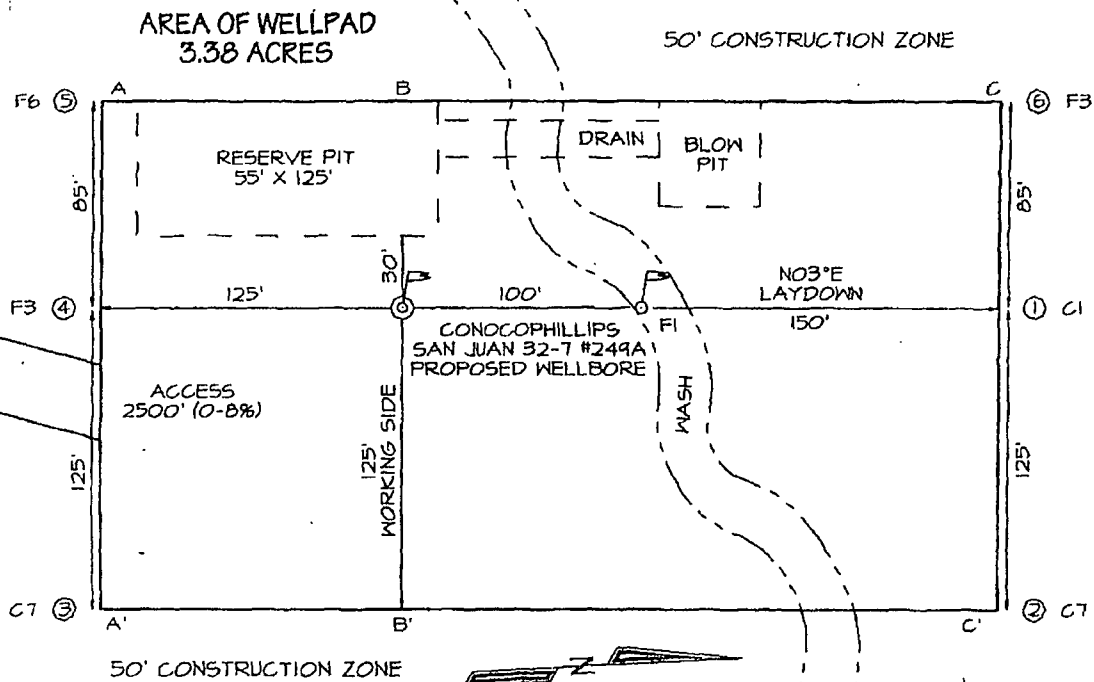 AREA OF WELLPAD
3.38 ACRES
50' CONSTRUCTION ZONE
A
B
C
F6 ⑤
⑥ F3
RESERVE PIT
55' X 125'
DRAIN
BLOW
PIT
85'
85'
30'
N03°E
LAYDOWN
F3 ④
125'
100'
F1
150'
① C1
CONOCOPHILLIPS
SAN JUAN 32-7 #249A
PROPOSED WELLBORE
ACCESS
2500' (0-8%)
125'
125'
WORKING SIDE
WASH
125'
C7 ③
② C7
A'
B'
C'
50' CONSTRUCTION ZONE
N